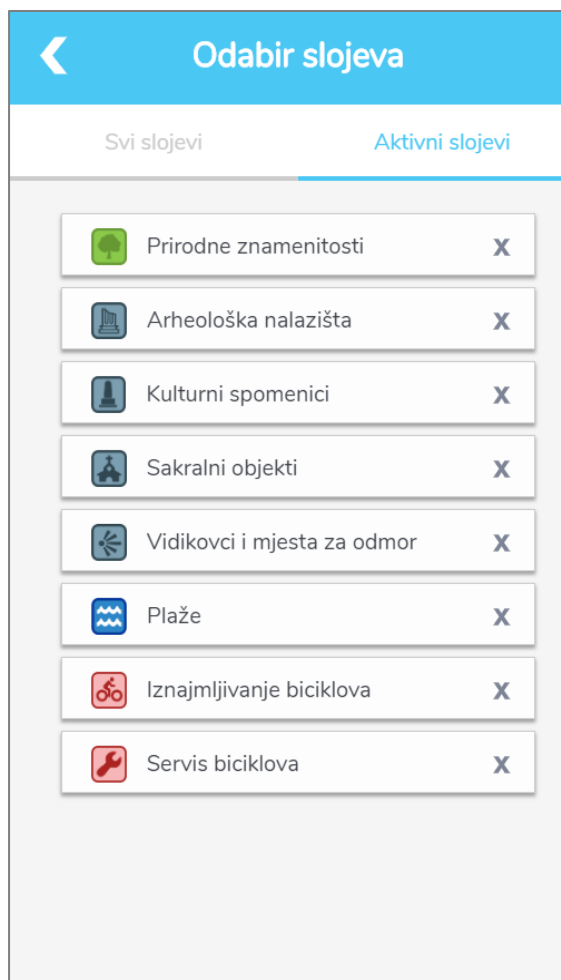 Odabir slojeva
Svi slojevi
Aktivni slojevi
Prirodne znamenitosti X
Arheološka nalazišta X
Kulturni spomenici X
Sakralni objekti X
Vidikovci i mjesta za odmor X
Plaže X
Iznajmljivanje biciklova X
Servis biciklova X